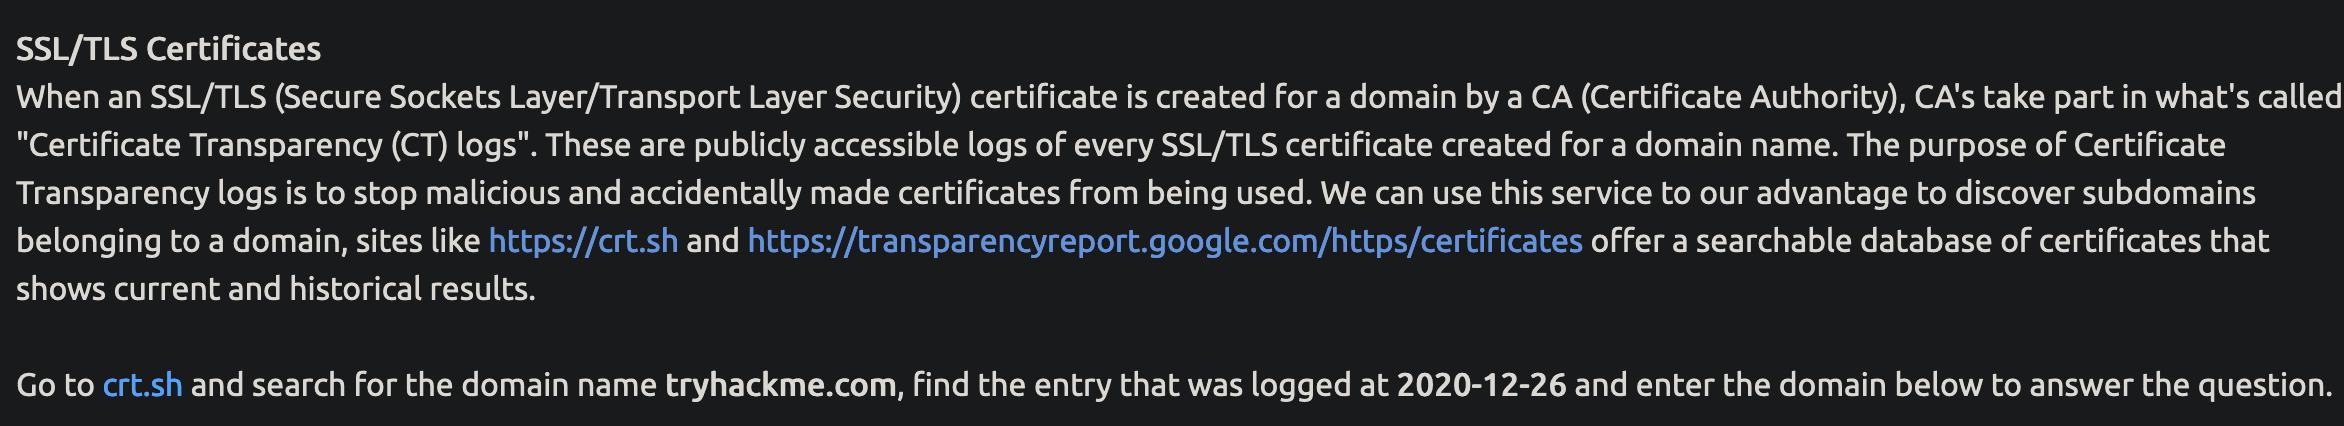 SSL/TLS Certificates
When an SSL/TLS (Secure Sockets Layer/Transport Layer Security) certificate is created for a domain by a CA (Certificate Authority), CA's take part in what's called
"Certificate Transparency (CT) logs". These are publicly accessible logs of every SSL/TLS certificate created for a domain name. The purpose of Certificate
Transparency logs is to stop malicious and accidentally made certificates from being used. We can use this service to our advantage to discover subdomains
belonging to a domain, sites like https://crt.sh and https://transparencyreport.google.com/https/certificates offer a searchable database of certificates that
shows current and historical results.
Go to crt.sh and search for the domain name tryhackme.com, find the entry that was logged at 2020-12-26 and enter the domain below to answer the question.